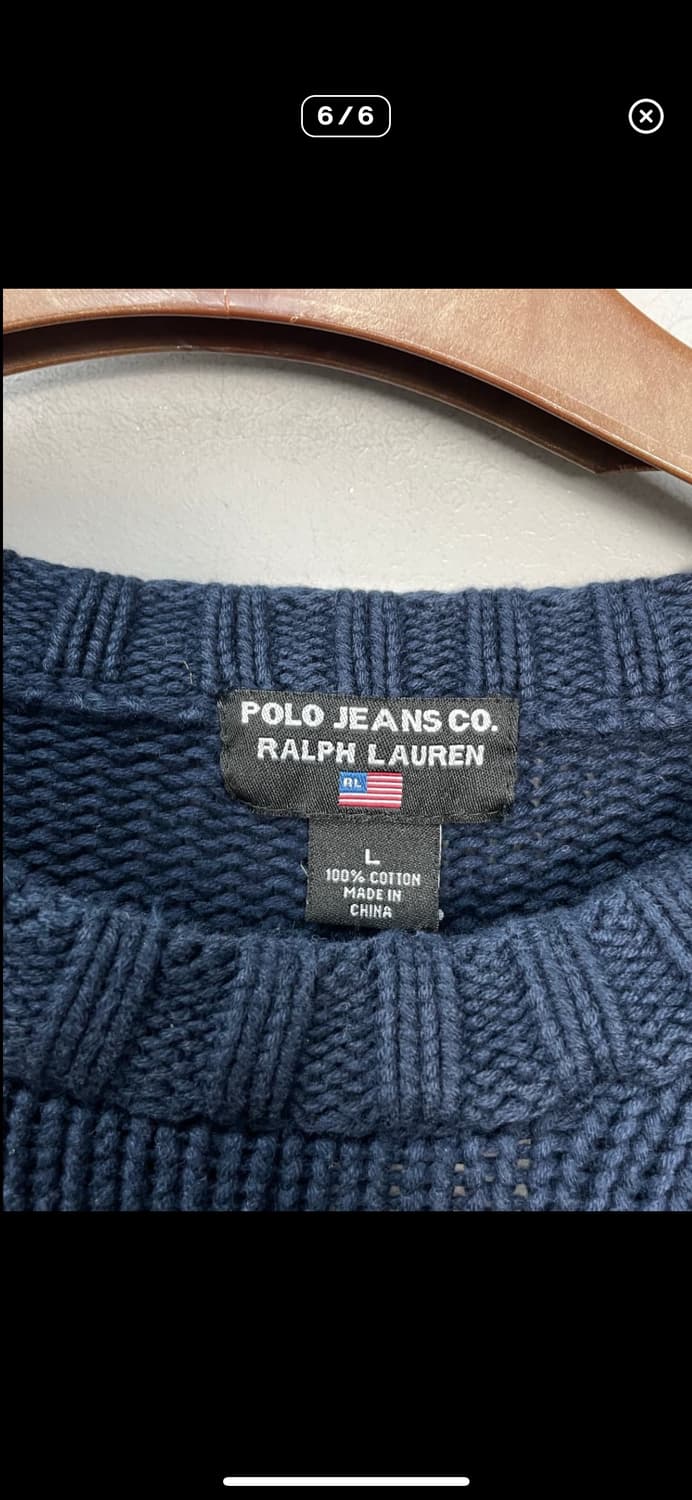 6/6
POLO JEANS CO.
RALPH LAUREN
RL
L
100% COTTON
MADE IN
CHINA